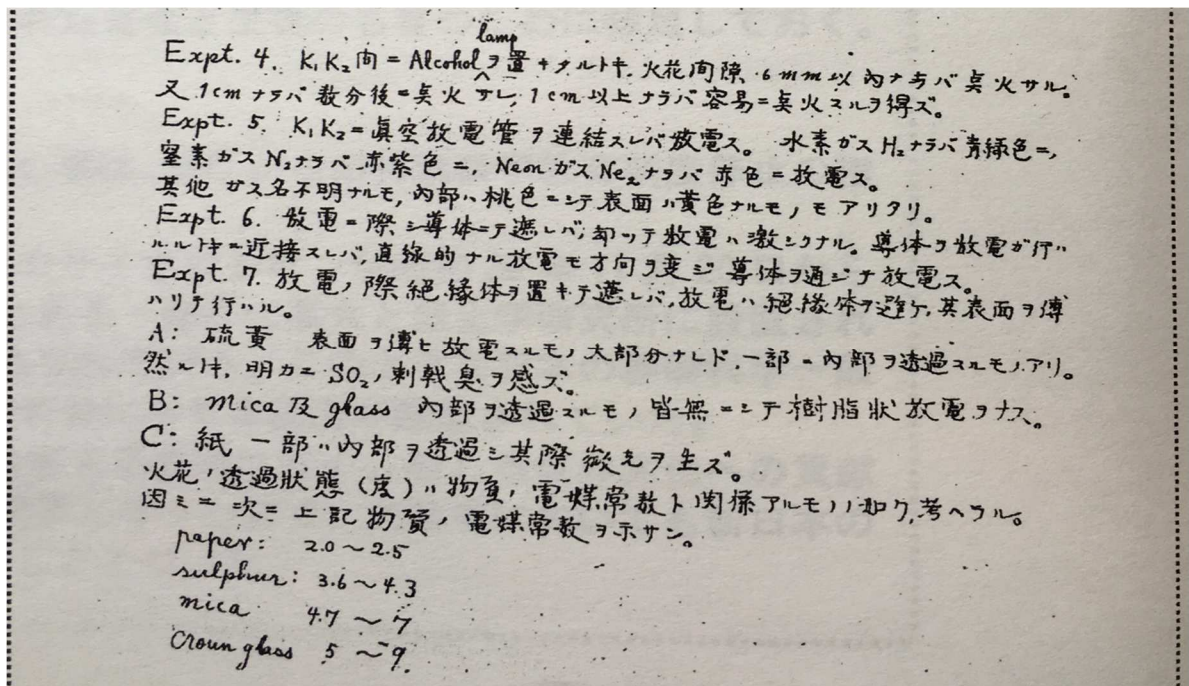 Expt. 4. K₁K₂間ニ Alcohol lamp ヲ置キタルトキ. 火花間隙 6mm以内ナラバ点火サル。
又 1cmナラバ数分後ニ点火サレ, 1cm以上ナラバ容易ニ点火スルヲ得ズ。
Expt. 5. K₁K₂ニ真空放電管ヲ連結スレバ放電ス。 水素ガスH₂ナラバ青緑色ニ,
窒素ガスN₂ナラバ赤紫色ニ, NeonガスNe₂ナラバ赤色ニ放電ス。
其他 ガス名不明ナルモ, 内部ハ桃色ニシテ表面ハ黄色ナルモノモアリタリ。
Expt. 6. 放電ニ際シ導体ニテ遮レバ, 却ッテ放電ハ激シクナル。 導体ヲ放電ガ行ハ
ルルトキニ近接スレバ, 直線的ナル放電モ方向ヲ変ジ 導体ヲ通ジテ放電ス。
Expt. 7. 放電ノ際絶縁体ヲ置キテ遮レバ, 放電ハ絶縁体ヲ避ケ, 其表面ヲ傳
ハリテ行ハル。
A: 硫黄 表面ヲ傳ヒ放電スルモノ大部分ナレド, 一部ハ内部ヲ透過スルモノアリ。
然ルトキ, 明カニSO₂ノ刺戟臭ヲ感ズ。
B: mica及glass 内部ヲ透過スルモノ皆無ニシテ樹脂状放電ヲナス。
C: 紙 一部ハ内部ヲ透過シ其際微光ヲ生ズ。
火花ノ透過状態(度)ハ物質ノ電媒常数ト関係アルモノノ如ク考ヘラル。
因ミニ次ニ上記物質ノ電媒常数ヲ示サン。
paper: 2.0～2.5
sulphur: 3.6～4.3
mica 4.7～7
Crown glass 5～9